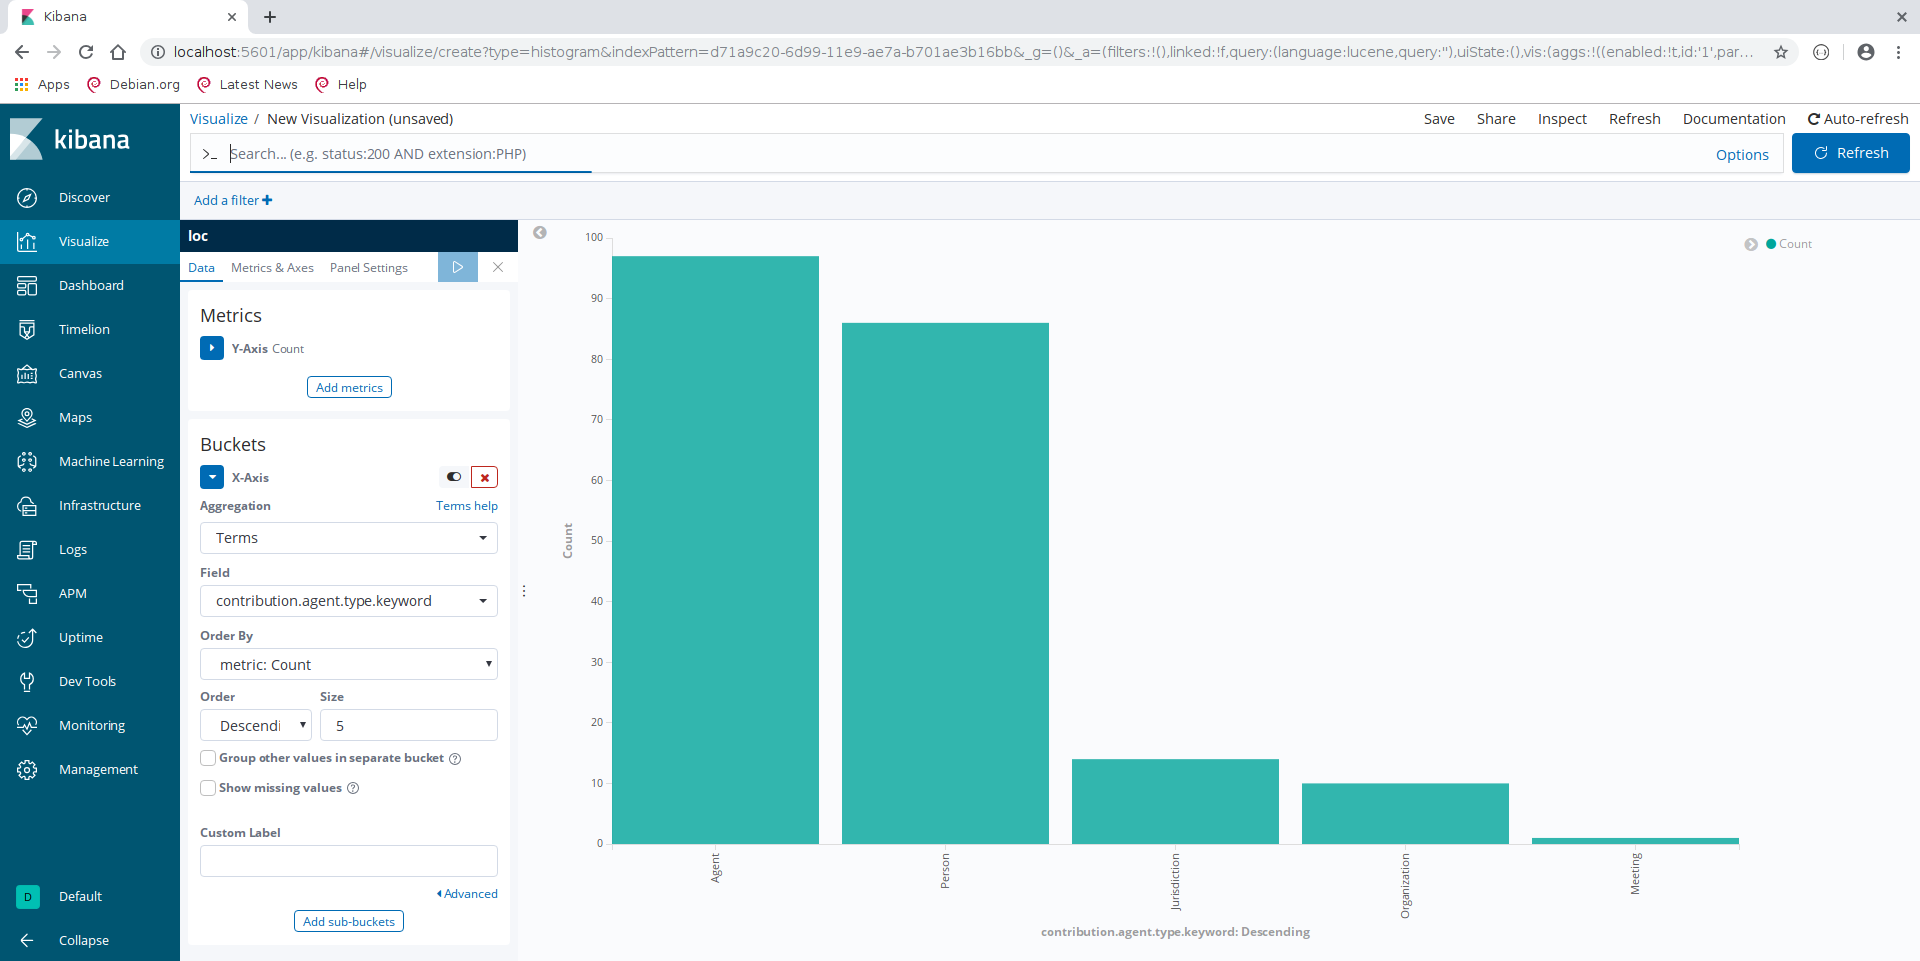 Kibana
localhost:5601/app/kibana#/visualize/create?type=histogram&indexPattern=d71a9c20-6d99-11e9-ae7a-b701ae3b16bb&_g=()&_a=(filters:!(),linked:!f,query:(language:lucene,query:''),uiState:(),vis:(aggs:!((enabled:!t,id:'1',par...
Apps Debian.org Latest News Help
kibana
Discover
Visualize
Dashboard
Timelion
Canvas
Maps
Machine Learning
Infrastructure
Logs
APM
Uptime
Dev Tools
Monitoring
Management
D Default
Collapse
Visualize / New Visualization (unsaved)
Save Share Inspect Refresh Documentation Auto-refresh
>_ Search... (e.g. status:200 AND extension:PHP) Options Refresh
Add a filter +
loc
Data Metrics & Axes Panel Settings
Metrics
Y-Axis Count
Add metrics
Buckets
X-Axis
Aggregation Terms help
Terms
Field
contribution.agent.type.keyword
Order By
metric: Count
Order Size
Descendi 5
Group other values in separate bucket
Show missing values
Custom Label
Advanced
Add sub-buckets
Count
100
90
80
70
60
50
40
30
20
10
0
Count
Agent
Person
Jurisdiction
Organization
Meeting
contribution.agent.type.keyword: Descending